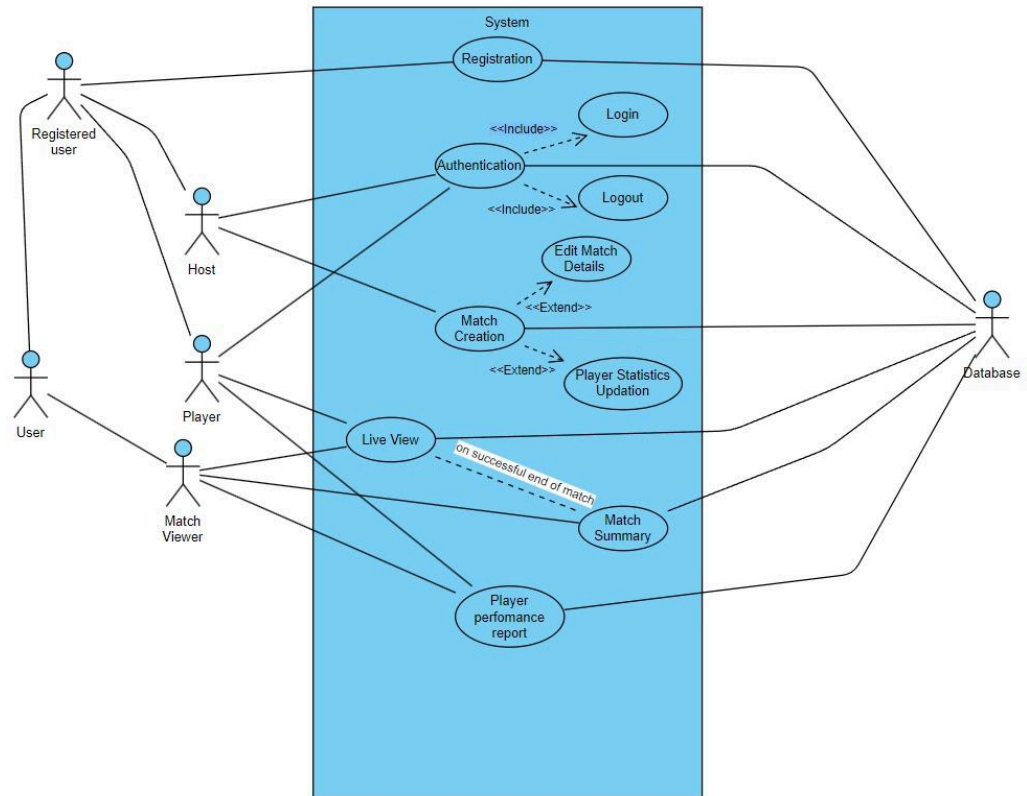 System
Registration
Registered
user
Login
<<Include>>
Authentication
Logout
<<Include>>
Host
Edit Match
Details
<<Extend>>
Match
Creation
<<Extend>>
Player Statistics
Updation
Database
Player
User
Live View
on successful end of match
Match
Viewer
Match
Summary
Player
perfomance
report